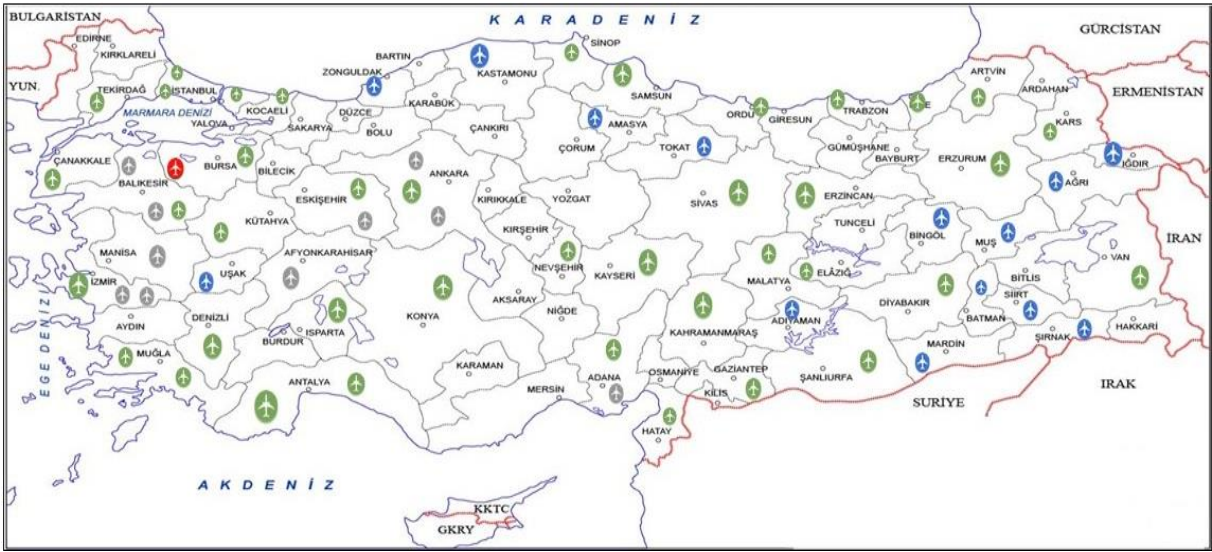 BULGARİSTAN
KARADENİZ
GÜRCİSTAN
EDİRNE
KIRKLARELİ
SİNOP
BARTIN
ZONGULDAK
KASTAMONU
ARTVİN
ARDAHAN
YUN.
TEKİRDAĞ
İSTANBUL
KARABÜK
SAMSUN
ERMENİSTAN
MARMARA DENİZİ
KOCAELİ
YALOVA
SAKARYA
DÜZCE
BOLU
ÇANKIRI
ÇORUM
AMASYA
ORDU
GİRESUN
TRABZON
E
KARS
TOKAT
GÜMÜŞHANE
BAYBURT
ERZURUM
IĞDIR
AĞRI
ÇANAKKALE
BALIKESİR
BURSA
BİLECİK
ESKİŞEHİR
ANKARA
KIRIKKALE
YOZGAT
SİVAS
ERZİNCAN
TUNCELİ
KÜTAHYA
KIRŞEHİR
BİNGÖL
MUŞ
VAN
İRAN
MANİSA
AFYONKARAHİSAR
UŞAK
NEVŞEHİR
KAYSERİ
MALATYA
ELÂZIĞ
BİTLİS
İZMİR
AKSARAY
NİĞDE
DİYABAKIR
SİİRT
BATMAN
AYDIN
DENİZLİ
BURDUR
ISPARTA
KONYA
KAHRAMANMARAŞ
ADIYAMAN
ŞIRNAK
HAKKARİ
EGE DENİZİ
MUĞLA
ANTALYA
KARAMAN
MERSİN
ADANA
OSMANİYE
GAZİANTEP
KİLİS
ŞANLIURFA
MARDİN
SURİYE
IRAK
HATAY
AKDENİZ
KKTC
GKRY